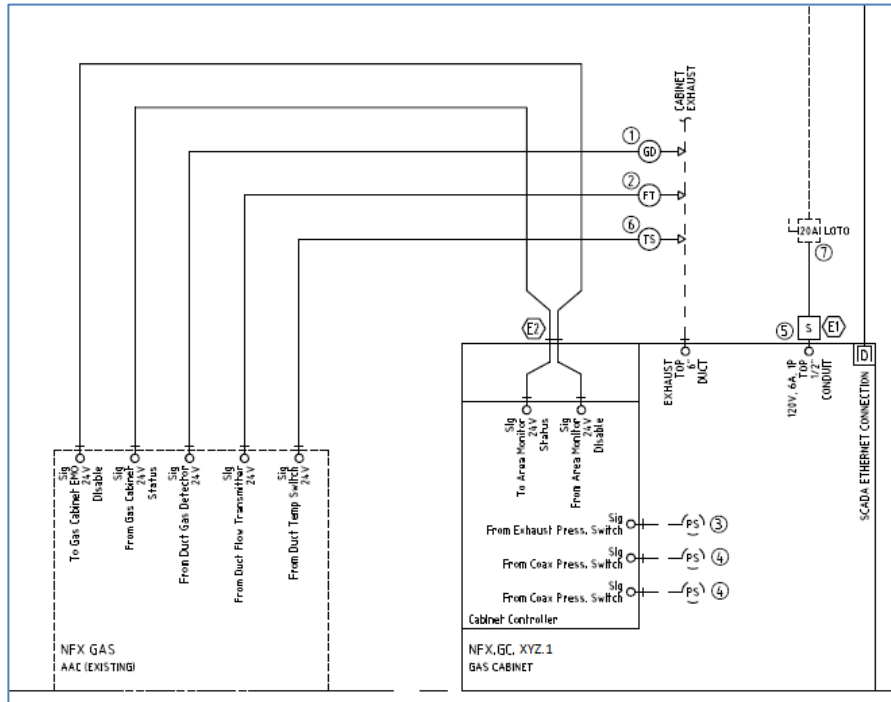 CABINET
EXHAUST
1
GD
2
FT
6
TS
20A
LOTO
7
E2
5
S
E1
D
EXHAUST
TOP
6"
DUCT
120V, 6A, 1P
TOP
1/2"
CONDUIT
SCADA ETHERNET CONNECTION
Sig
24V
To Area Monitor
Status
Sig
24V
From Area Monitor
Disable
Sig
24V
To Gas Cabinet EMO
Disable
Sig
24V
From Gas Cabinet
Status
Sig
24V
From Duct Gas Detector
Sig
24V
From Duct Flow Transmitter
Sig
24V
From Duct Temp Switch
Sig
From Exhaust Press. Switch
PS
3
Sig
From Coax Press. Switch
PS
4
Sig
From Coax Press. Switch
PS
4
Cabinet Controller
NFX GAS
AAC (EXISTING)
NFX.GC. XYZ.1
GAS CABINET